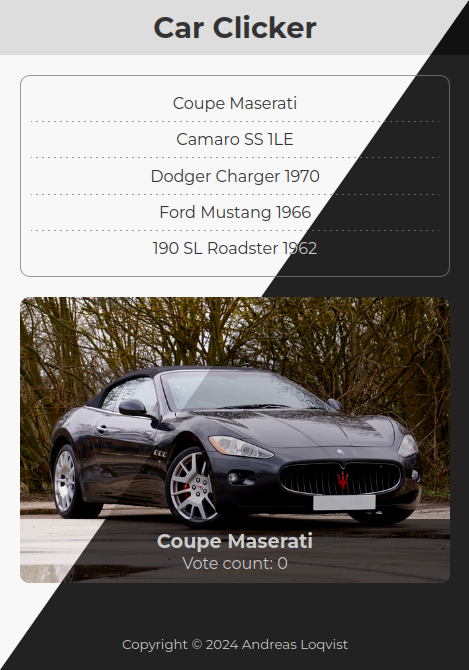 Car Clicker
Coupe Maserati
Camaro SS 1LE
Dodger Charger 1970
Ford Mustang 1966
190 SL Roadster 1962
Coupe Maserati
Vote count: 0
Copyright © 2024 Andreas Loqvist